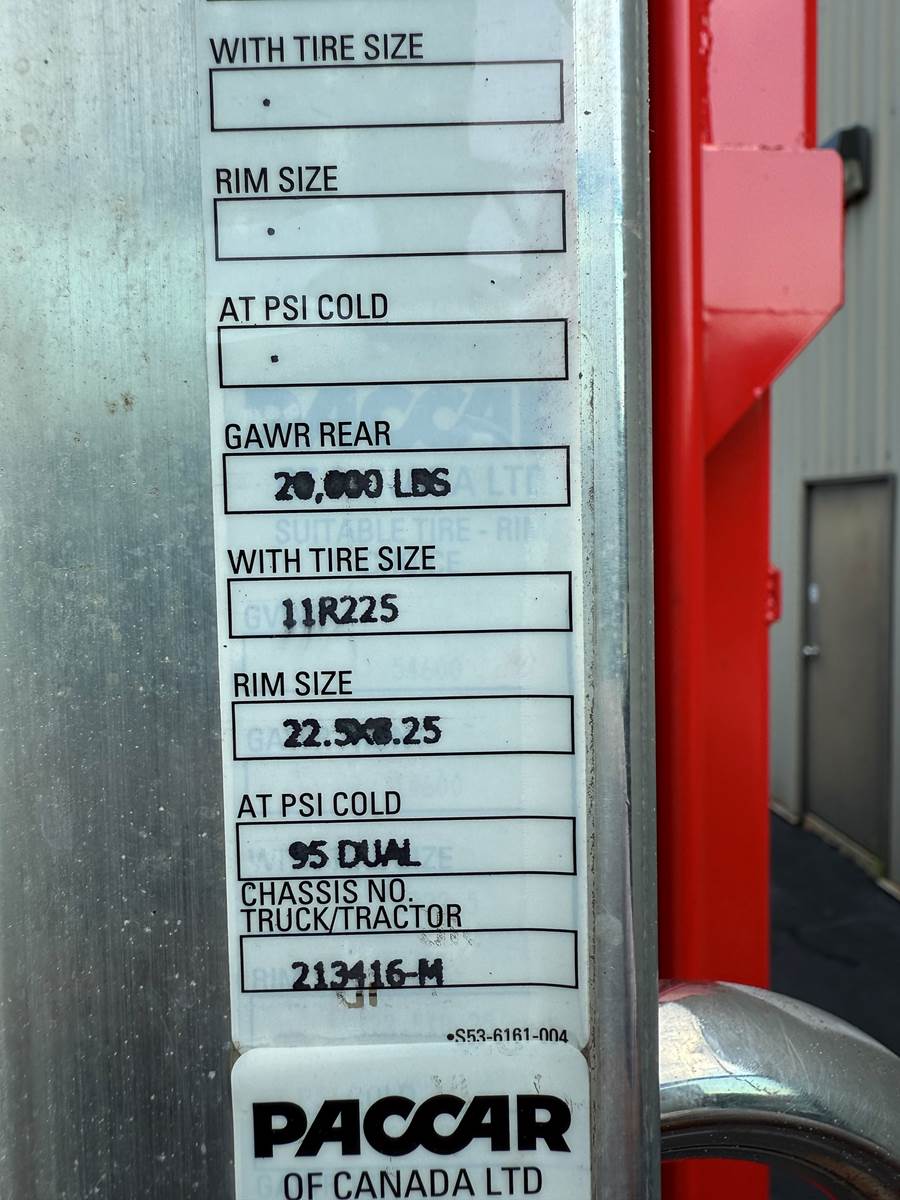 WITH TIRE SIZE
RIM SIZE
AT PSI COLD
GAWR REAR
20,000 LBS
WITH TIRE SIZE
11R225
RIM SIZE
22.5X8.25
AT PSI COLD
95 DUAL
CHASSIS NO.
TRUCK/TRACTOR
213416-M
•S53-6161-004
PACCAR
OF CANADA LTD